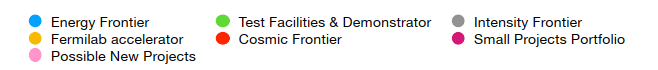 Energy Frontier Test Facilities & Demonstrator Intensity Frontier
Fermilab accelerator Cosmic Frontier Small Projects Portfolio
Possible New Projects